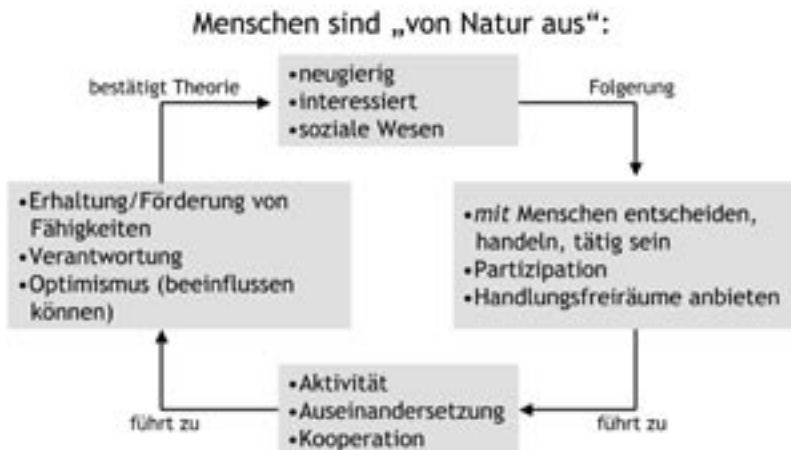 Menschen sind „von Natur aus“:
bestätigt Theorie
•neugierig
•interessiert
•soziale Wesen
Folgerung
•Erhaltung/Förderung von
Fähigkeiten
•Verantwortung
•Optimismus (beeinflussen
können)
•mit Menschen entscheiden,
handeln, tätig sein
•Partizipation
•Handlungsfreiräume anbieten
führt zu
•Aktivität
•Auseinandersetzung
•Kooperation
führt zu